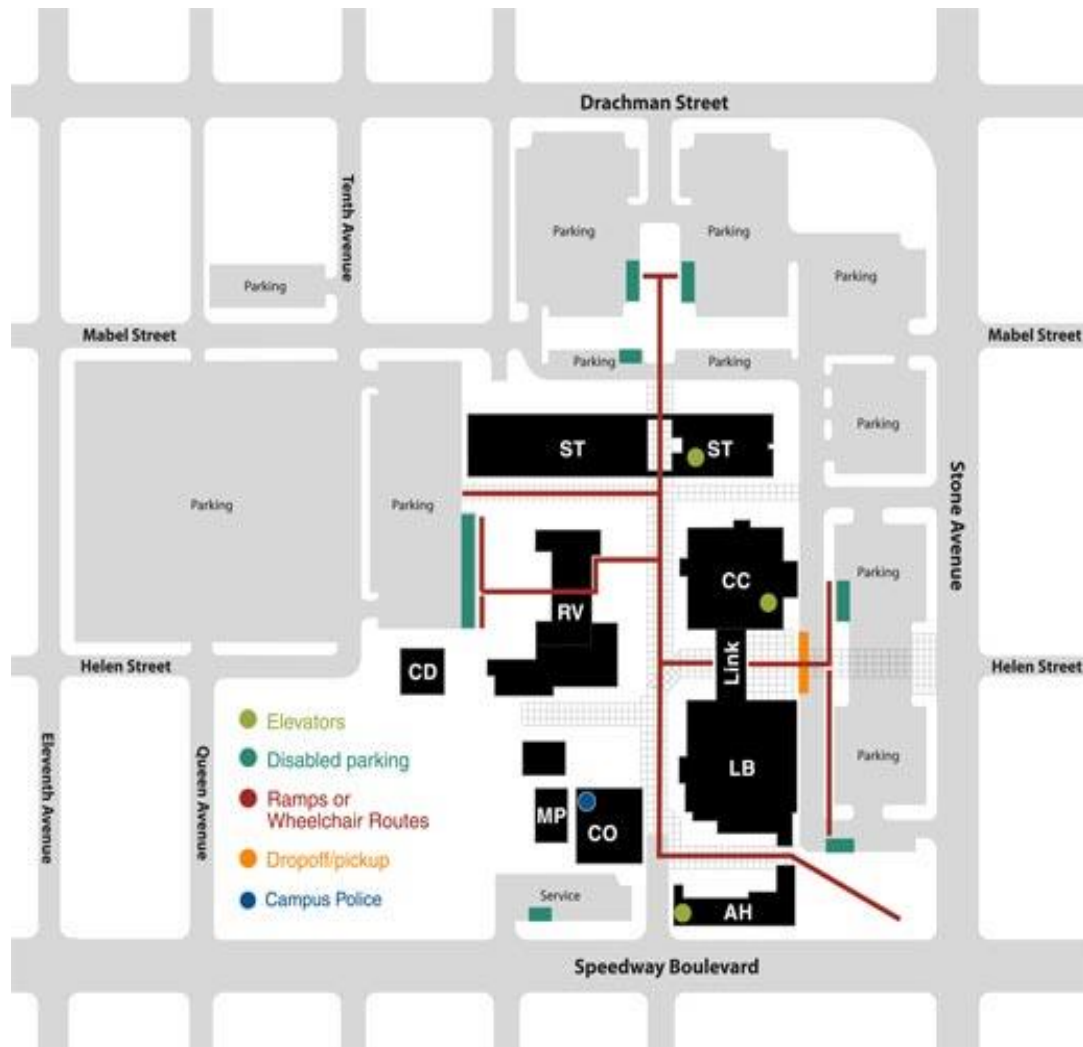 Drachman Street
Tenth Avenue
Parking
Parking
Parking
Parking
Mabel Street
Mabel Street
Parking
Parking
Parking
ST
ST
Stone Avenue
Parking
Parking
CC
Parking
RV
Helen Street
CD
Link
Helen Street
Elevators
Disabled parking
Ramps or
Wheelchair Routes
Dropoff/pickup
Campus Police
Eleventh Avenue
Queen Avenue
LB
Parking
MP
CO
Service
AH
Speedway Boulevard